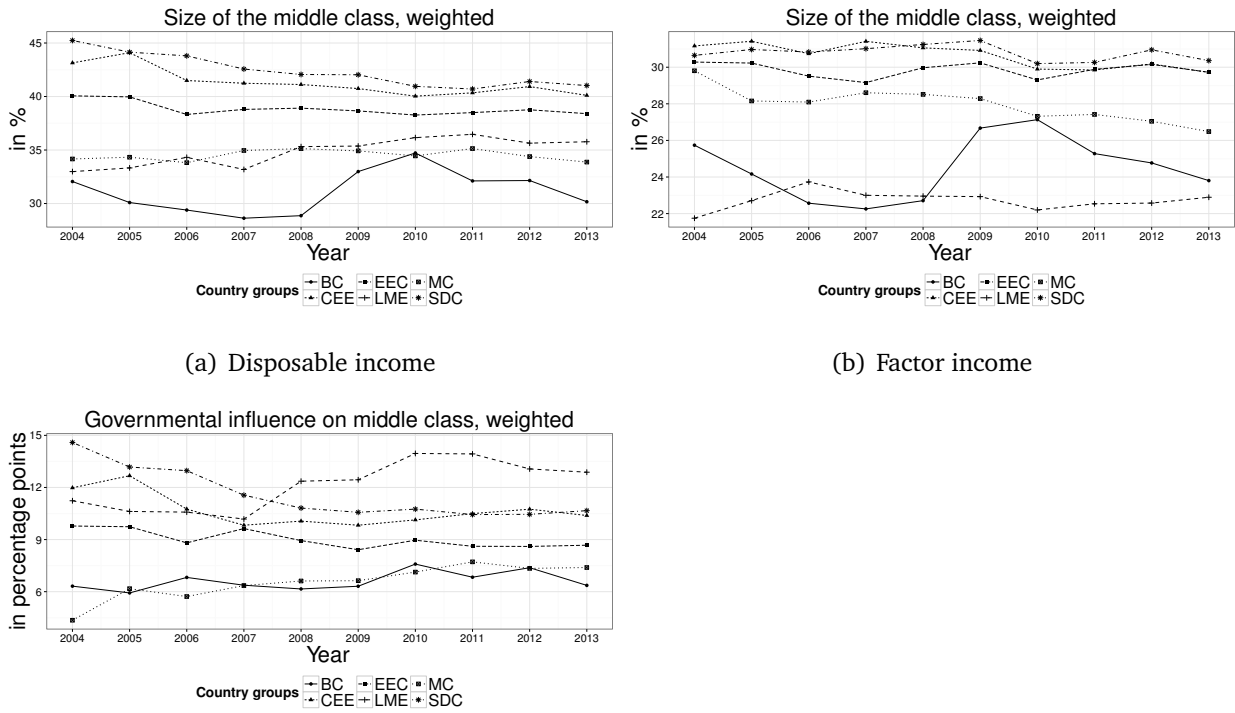 Size of the middle class, weighted
45
40
35
30
in %
2004 2005 2006 2007 2008 2009 2010 2011 2012 2013
Year
Country groups
BC EEC MC
CEE LME SDC
(a) Disposable income
Size of the middle class, weighted
30
28
26
24
22
in %
2004 2005 2006 2007 2008 2009 2010 2011 2012 2013
Year
Country groups
BC EEC MC
CEE LME SDC
(b) Factor income
Governmental influence on middle class, weighted
15
12
9
6
in percentage points
2004 2005 2006 2007 2008 2009 2010 2011 2012 2013
Year
Country groups
BC EEC MC
CEE LME SDC